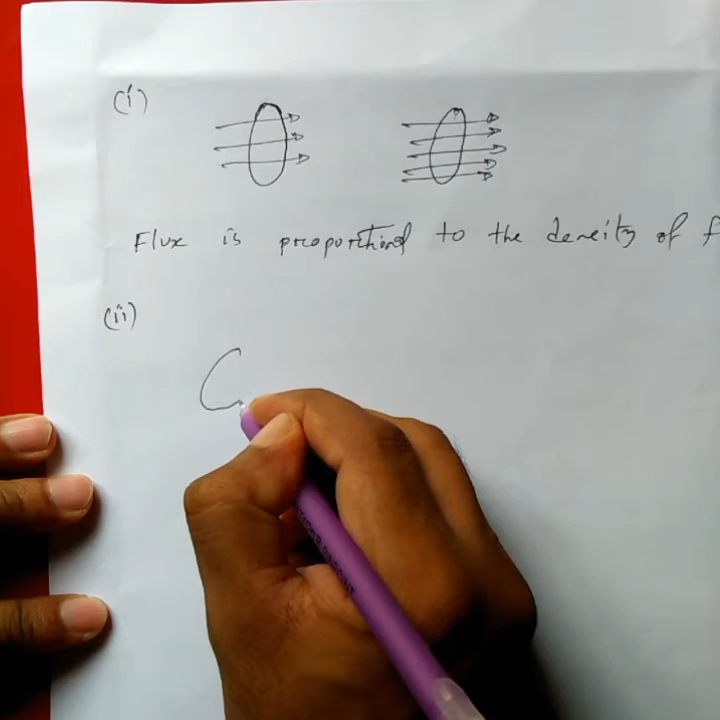 (i)
Flux is proportional to the density of f
(ii)